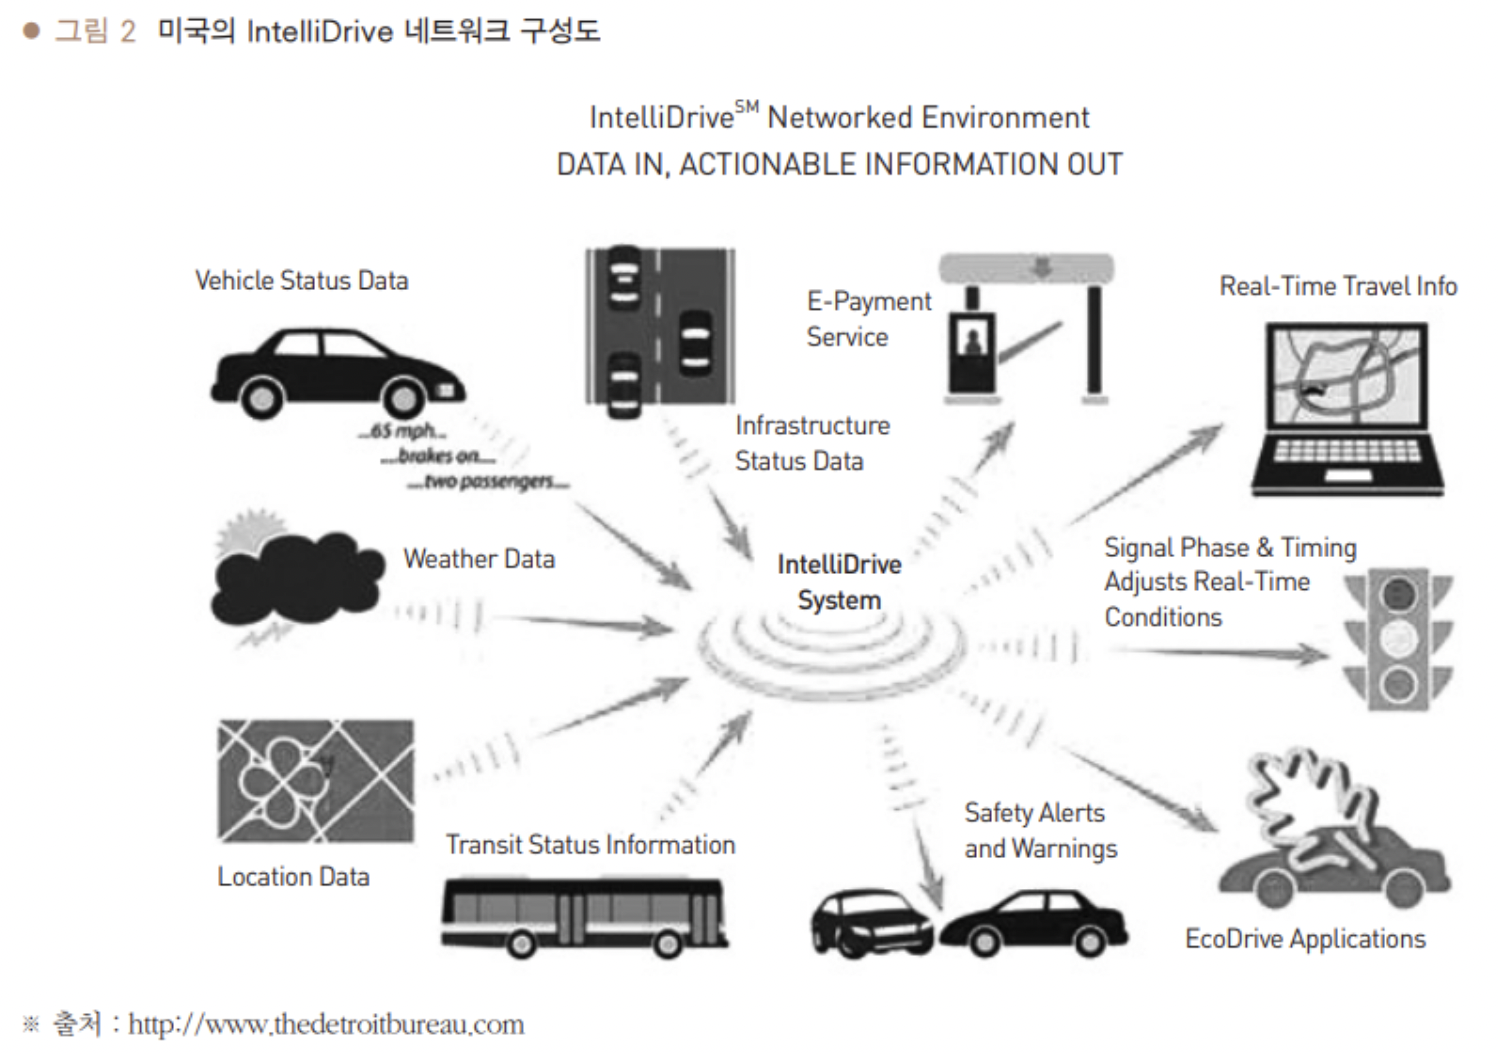 ● 그림 2 미국의 IntelliDrive 네트워크 구성도
IntelliDriveSM Networked Environment
DATA IN, ACTIONABLE INFORMATION OUT
Vehicle Status Data
...65 mph...
...brakes on....
...two passengers...
Infrastructure
Status Data
E-Payment
Service
Real-Time Travel Info
Weather Data
IntelliDrive
System
Signal Phase & Timing
Adjusts Real-Time
Conditions
Location Data
Transit Status Information
Safety Alerts
and Warnings
EcoDrive Applications
※ 출처 : http://www.thedetroitbureau.com